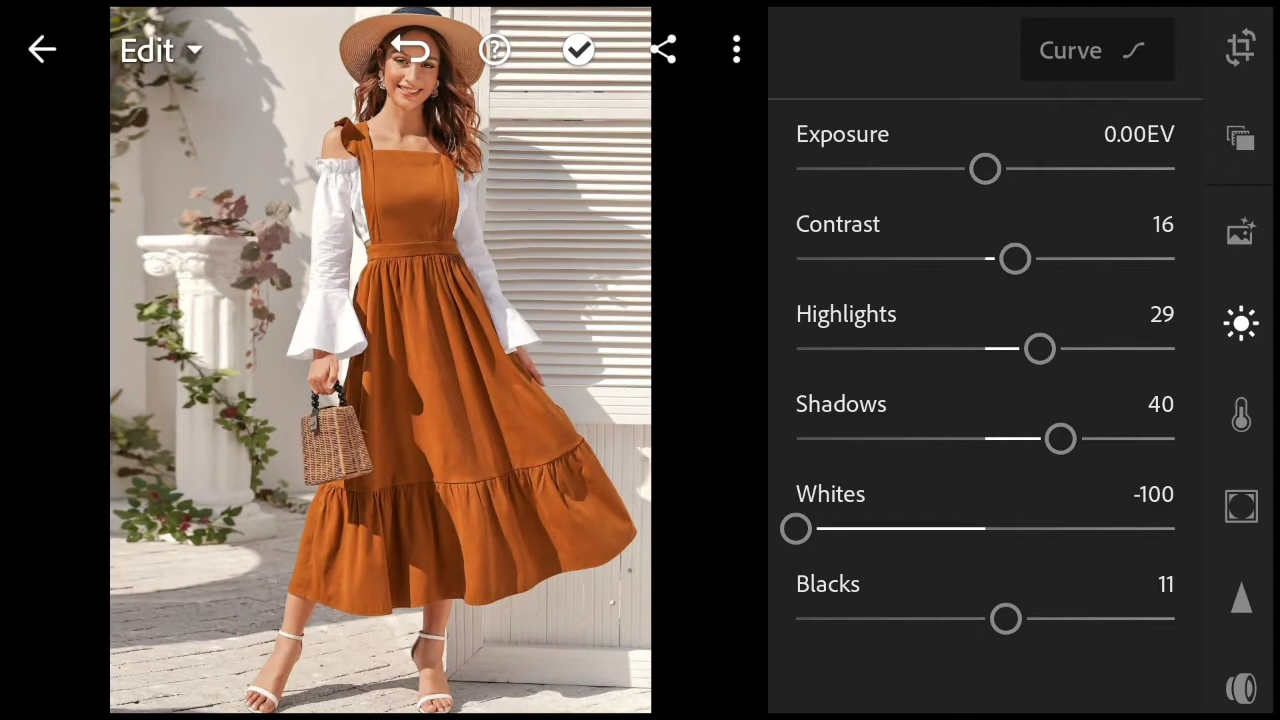 Edit
Curve
Exposure 0.00EV
Contrast 16
Highlights 29
Shadows 40
Whites -100
Blacks 11